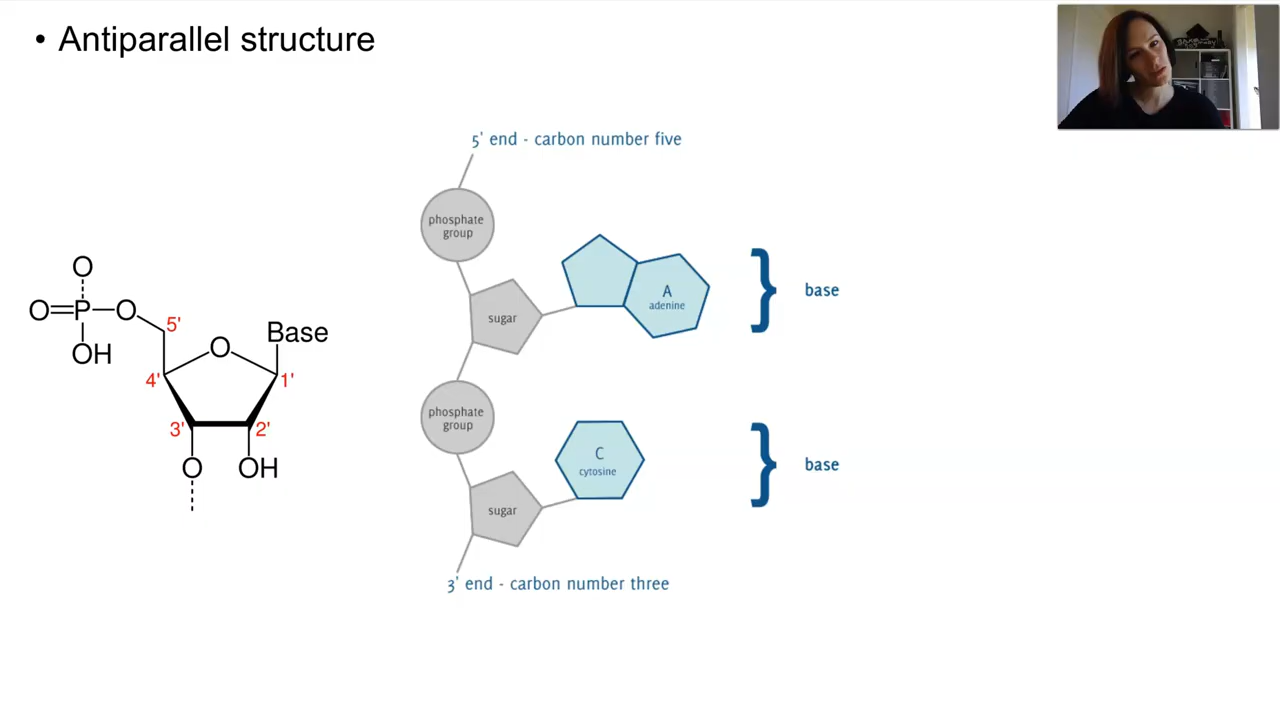 • Antiparallel structure
5' end - carbon number five
phosphate
group
sugar
A
adenine
base
phosphate
group
C
cytosine
base
sugar
3' end - carbon number three
O
O=P–O
OH
5'
4'
O
Base
1'
3'
2'
O
OH